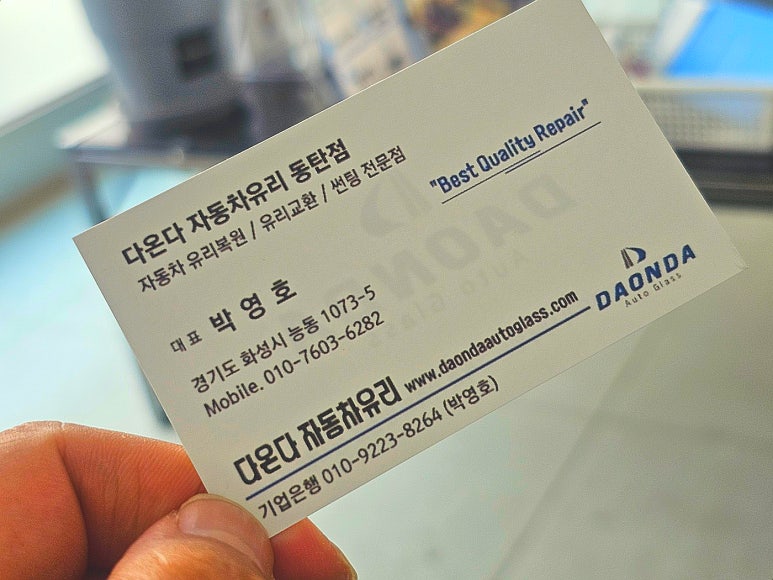 다온다 자동차유리 동탄점
자동차 유리복원 / 유리교환 / 썬팅 전문점
"Best Quality Repair"
대표 박영호
경기도 화성시 능동 1073-5
Mobile. 010-7603-6282
DAONDA
Auto Glass
다온다 자동차유리 www.daondaautoglass.com
기업은행 010-9223-8264 (박영호)
DAONDA
Auto Glass